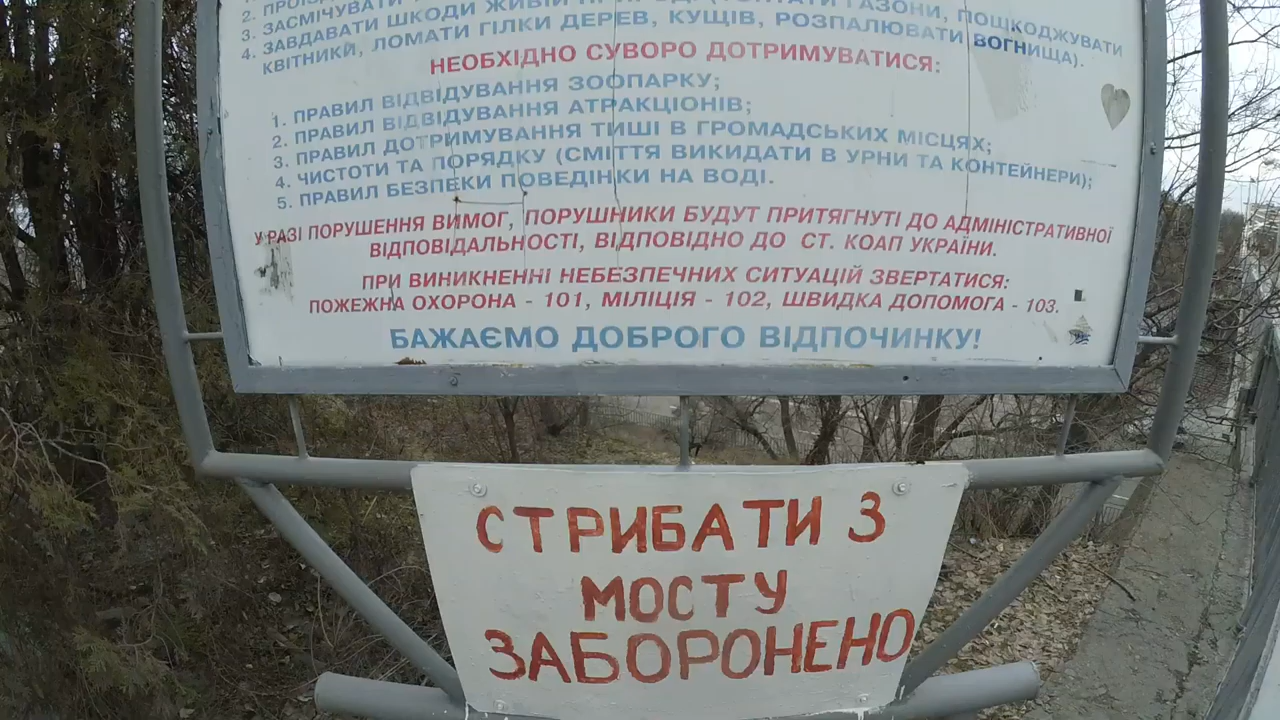 2.
3. ЗАСМІЧУВАТИ
4. ЗАВДАВАТИ ШКОДИ ЖИВІЙ ГАЗОНИ, ПОШКОДЖУВАТИ
КВІТНИКИ, ЛОМАТИ ГІЛКИ ДЕРЕВ, КУЩІВ, РОЗПАЛЮВАТИ ВОГНИЩА).
НЕОБХІДНО СУВОРО ДОТРИМУВАТИСЯ:
1. ПРАВИЛ ВІДВІДУВАННЯ ЗООПАРКУ;
2. ПРАВИЛ ВІДВІДУВАННЯ АТРАКЦІОНІВ;
3. ПРАВИЛ ДОТРИМУВАННЯ ТИШІ В ГРОМАДСЬКИХ МІСЦЯХ;
4. ЧИСТОТИ ТА ПОРЯДКУ (СМІТТЯ ВИКИДАТИ В УРНИ ТА КОНТЕЙНЕРИ);
5. ПРАВИЛ БЕЗПЕКИ ПОВЕДІНКИ НА ВОДІ.
У РАЗІ ПОРУШЕННЯ ВИМОГ, ПОРУШНИКИ БУДУТ ПРИТЯГНУТІ ДО АДМІНІСТРАТИВНОЇ
ВІДПОВІДАЛЬНОСТІ, ВІДПОВІДНО ДО СТ. КОАП УКРАЇНИ.
ПРИ ВИНИКНЕННІ НЕБЕЗПЕЧНИХ СИТУАЦІЙ ЗВЕРТАТИСЯ:
ПОЖЕЖНА ОХОРОНА - 101, МІЛІЦІЯ - 102, ШВИДКА ДОПОМОГА - 103.
БАЖАЄМО ДОБРОГО ВІДПОЧИНКУ!
СТРИБАТИ З
МОСТУ
ЗАБОРОНЕНО